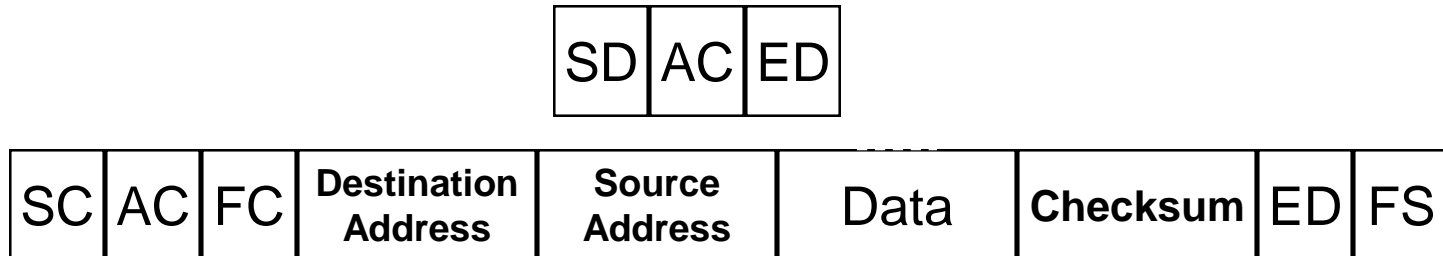 SD AC ED
SC AC FC Destination Address Source Address Data Checksum ED FS